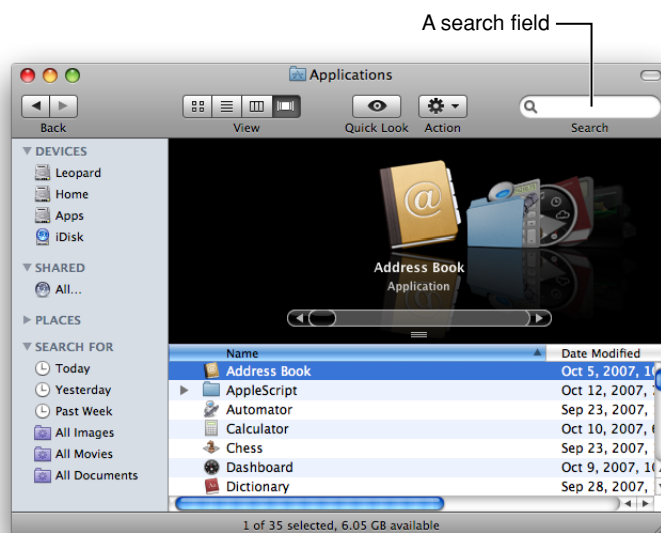 A search field
Applications
Back
View
Quick Look
Action
Search
DEVICES
Leopard
Home
Apps
iDisk
SHARED
All...
PLACES
SEARCH FOR
Today
Yesterday
Past Week
All Images
All Movies
All Documents
@
Address Book
Application
Name
Date Modified
Address Book
Oct 5, 2007,
AppleScript
Oct 12, 2007,
Automator
Sep 23, 2007,
Calculator
Oct 10, 2007,
Chess
Sep 23, 2007,
Dashboard
Oct 9, 2007,
Dictionary
Sep 28, 2007,
1 of 35 selected, 6.05 GB available